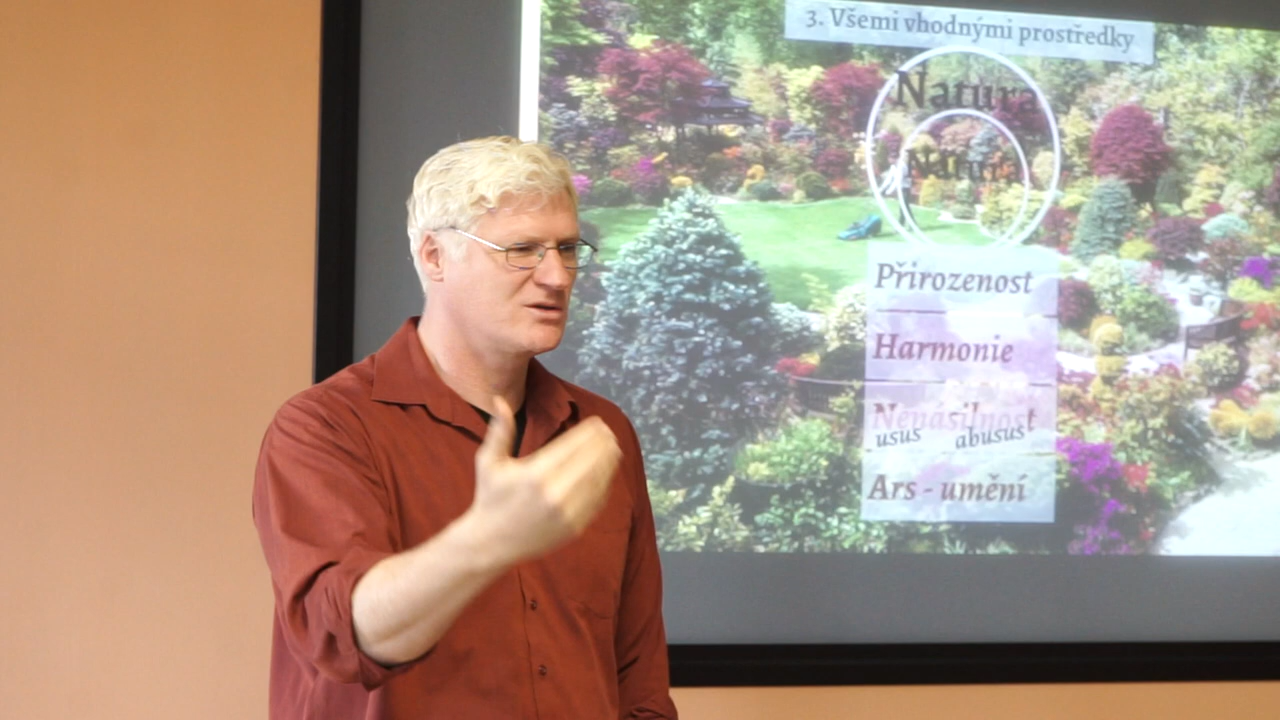 3. Všemi vhodnými prostředky
Natura
Natura
Přirozenost
Harmonie
Nenásilnost
usus abusus
Ars - umění